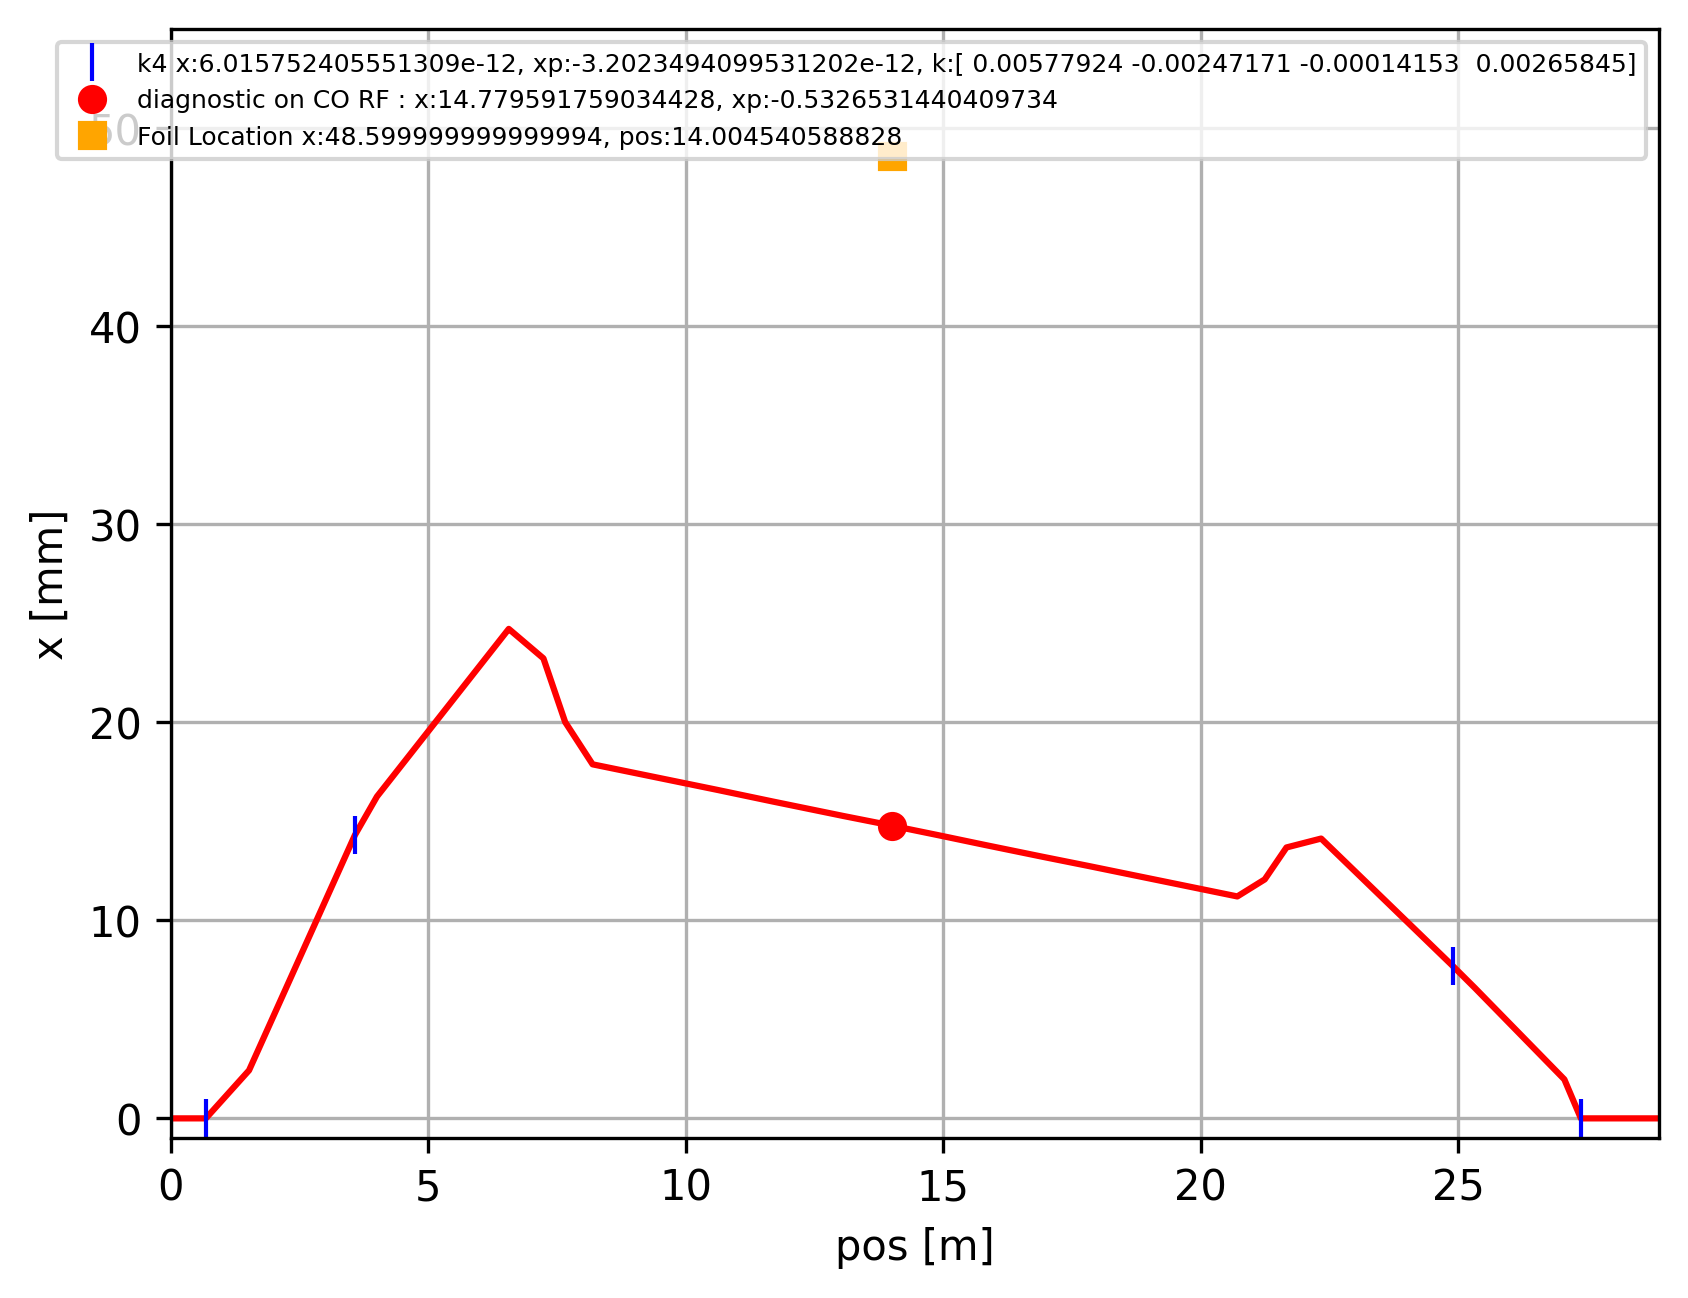 k4 x:6.015752405551309e-12, xp:-3.2023494099531202e-12, k:[ 0.00577924 -0.00247171 -0.00014153  0.00265845]
diagnostic on CO RF : x:14.779591759034428, xp:-0.5326531440409734
Foil Location x:48.599999999999994, pos:14.004540588828
50
40
30
20
10
0
x [mm]
0 5 10 15 20 25
pos [m]